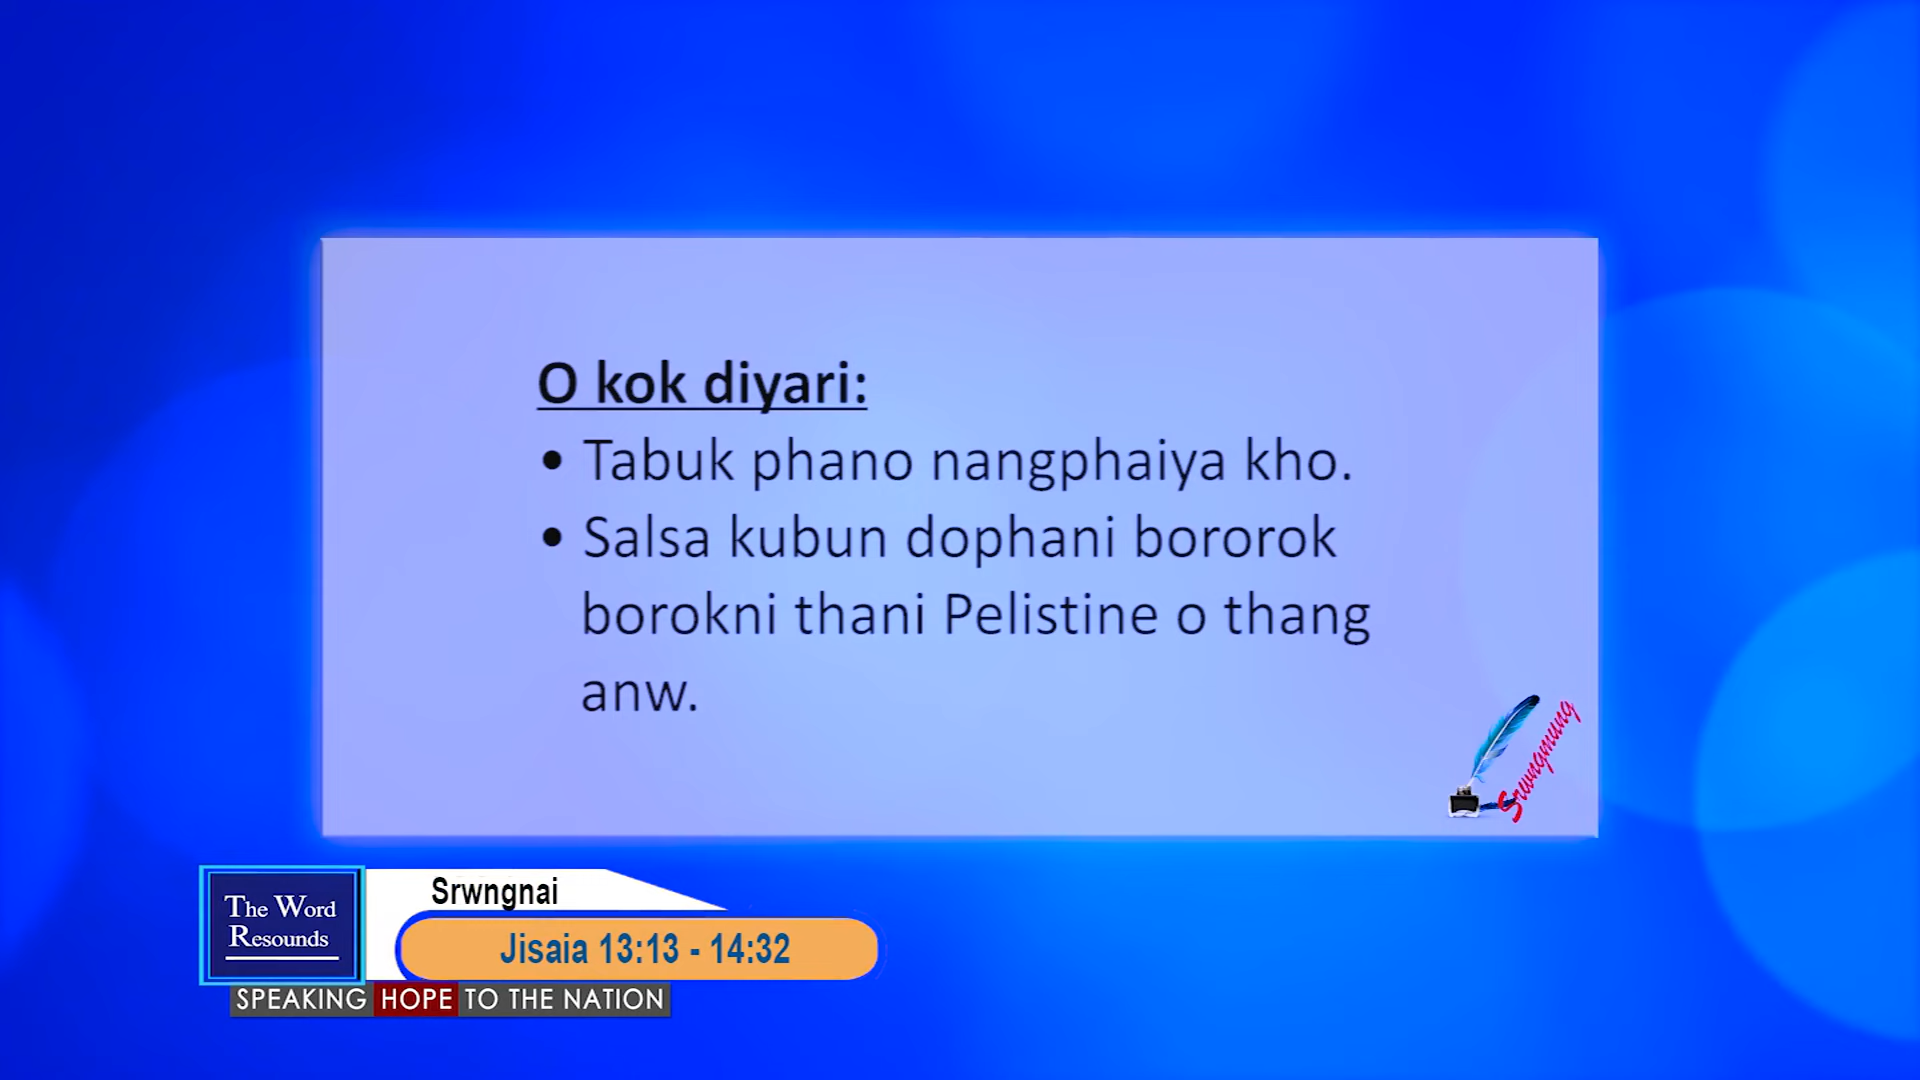 O kok diyari:
• Tabuk phano nangphaiya kho.
• Salsa kubun dophani bororok
borokni thani Pelistine o thang
anw.
Srwngmung
The Word
Resounds
Srwngnai
Jisaia 13:13 - 14:32
SPEAKING HOPE TO THE NATION